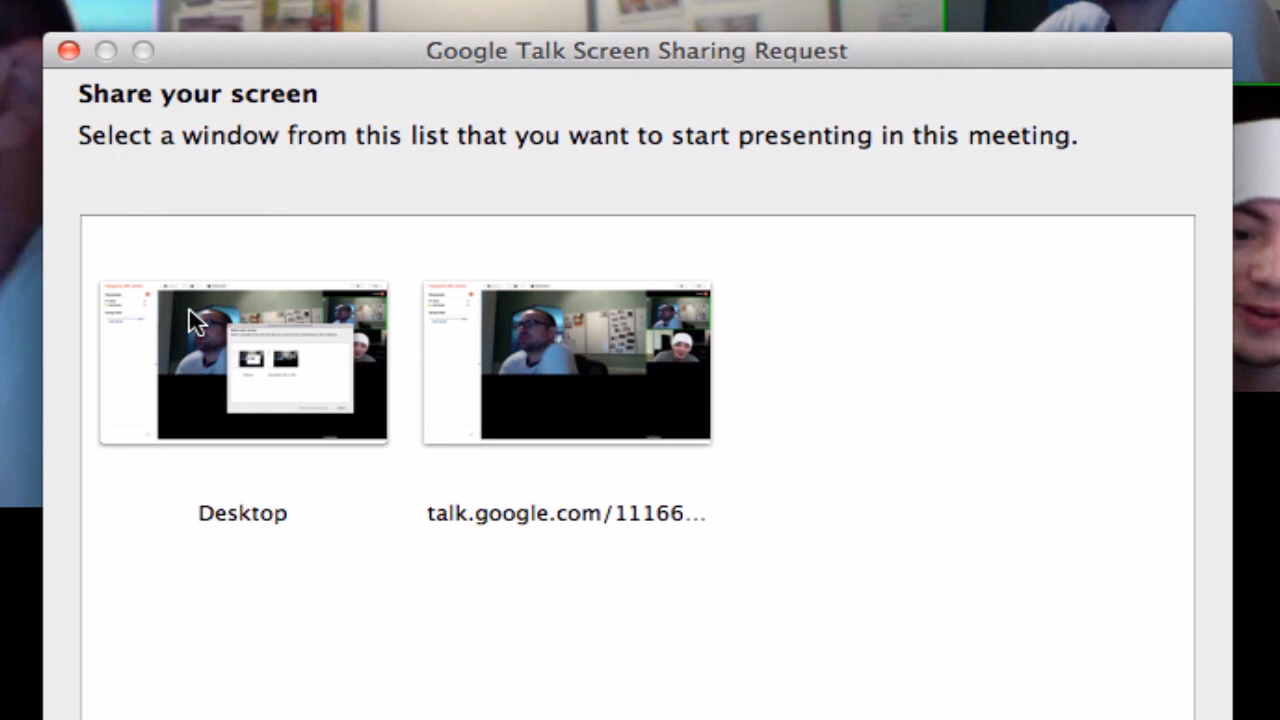 Google Talk Screen Sharing Request
Share your screen
Select a window from this list that you want to start presenting in this meeting.
Desktop
talk.google.com/11166...